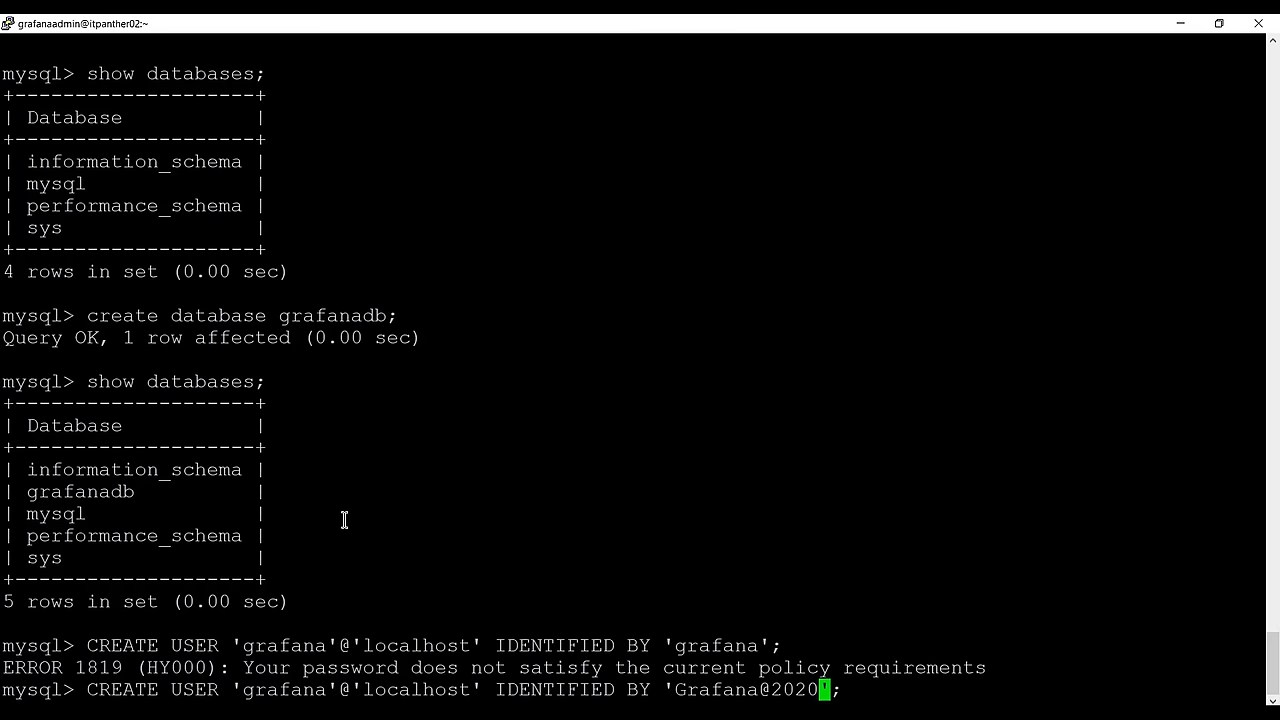 grafanaadmin@itpanther02:~
mysql> show databases;
+--------------------+
| Database           |
+--------------------+
| information_schema |
| mysql              |
| performance_schema |
| sys                |
+--------------------+
4 rows in set (0.00 sec)
mysql> create database grafanadb;
Query OK, 1 row affected (0.00 sec)
mysql> show databases;
+--------------------+
| Database           |
+--------------------+
| information_schema |
| grafanadb          |
| mysql              |
| performance_schema |
| sys                |
+--------------------+
5 rows in set (0.00 sec)
mysql> CREATE USER 'grafana'@'localhost' IDENTIFIED BY 'grafana';
ERROR 1819 (HY000): Your password does not satisfy the current policy requirements
mysql> CREATE USER 'grafana'@'localhost' IDENTIFIED BY 'Grafana@2020';